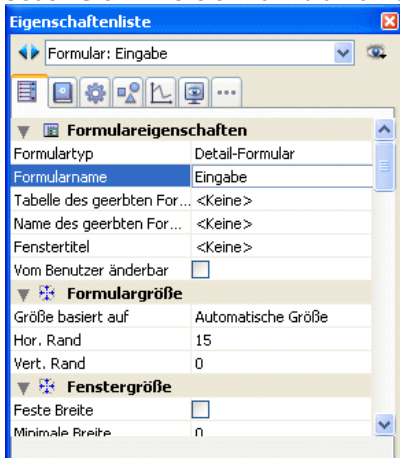 Eigenschaftenliste
Formular: Eingabe
Formulareigenschaften
Formulartyp Detail-Formular
Formularname Eingabe
Tabelle des geerbten For... <Keine>
Name des geerbten For... <Keine>
Fenstertitel <Keine>
Vom Benutzer änderbar
Formulargröße
Größe basiert auf Automatische Größe
Hor. Rand 15
Vert. Rand 0
Fenstergröße
Feste Breite
Minimale Breite 0